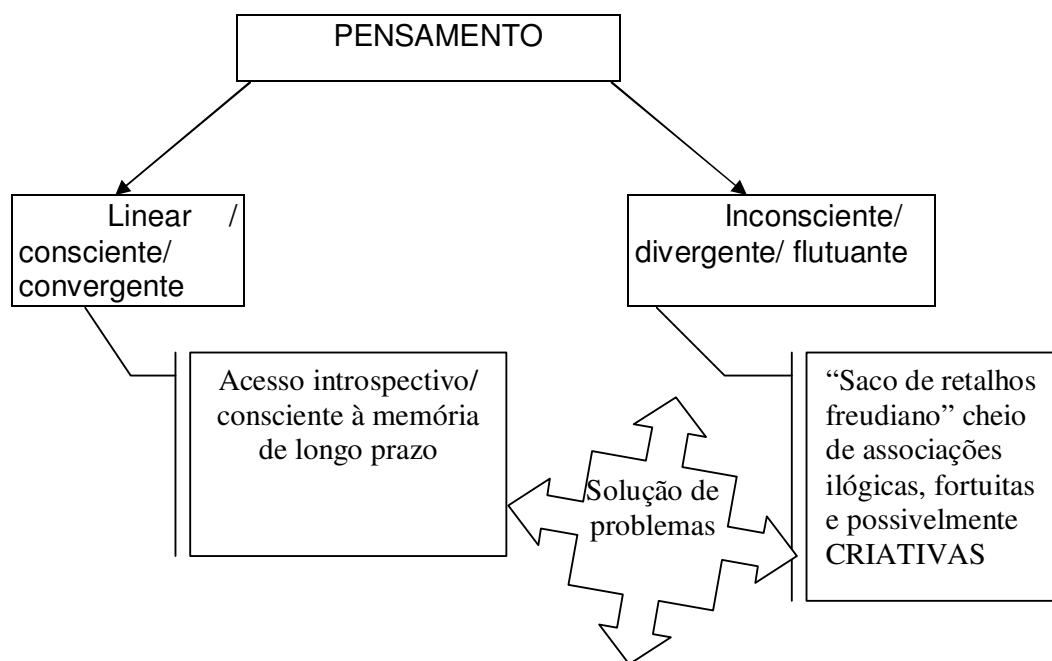 PENSAMENTO
Linear /
consciente/
convergente
Inconsciente/
divergente/ flutuante
Acesso introspectivo/
consciente à memória
de longo prazo
Solução de
problemas
“Saco de retalhos
freudiano” cheio
de associações
ilógicas, fortuitas
e possivelmente
CRIATIVAS